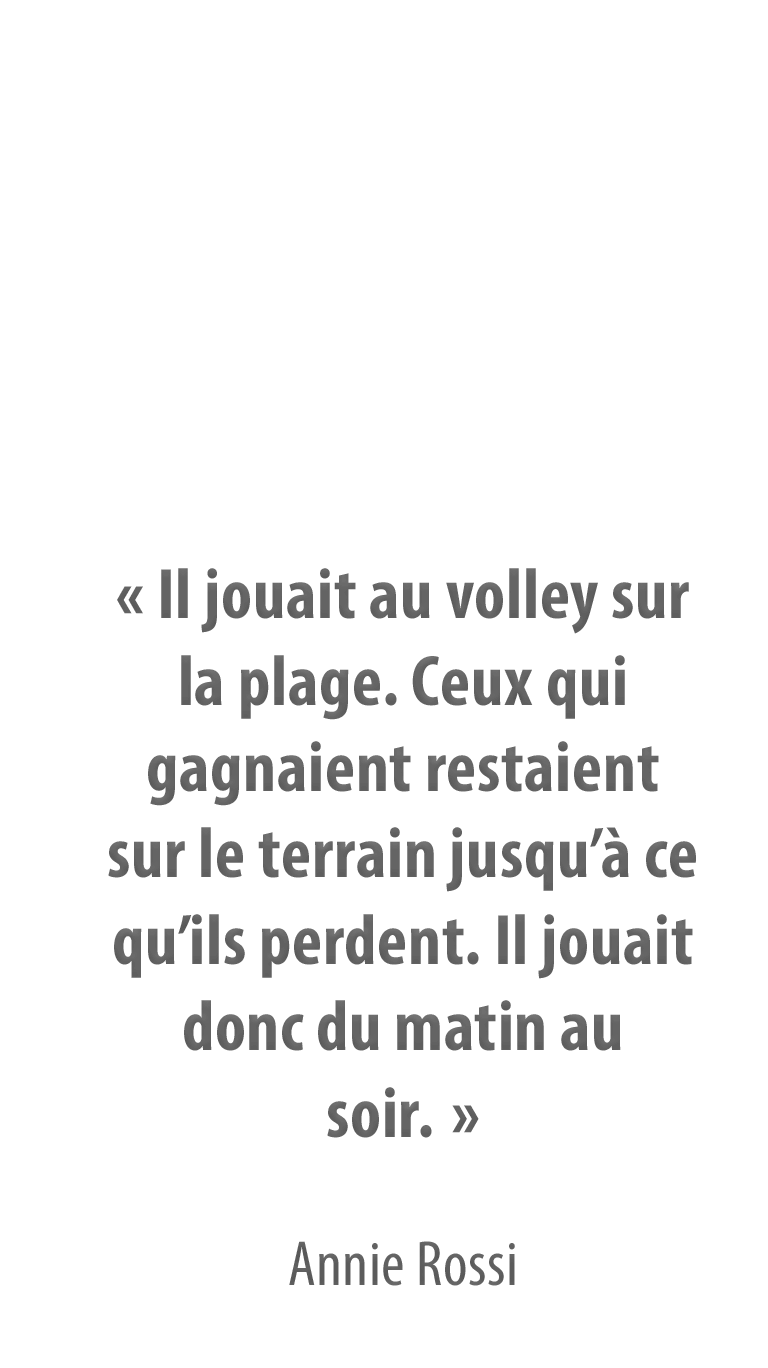 « Il jouait au volley sur
la plage. Ceux qui
gagnaient restaient
sur le terrain jusqu’à ce
qu’ils perdent. Il jouait
donc du matin au
soir. »
Annie Rossi